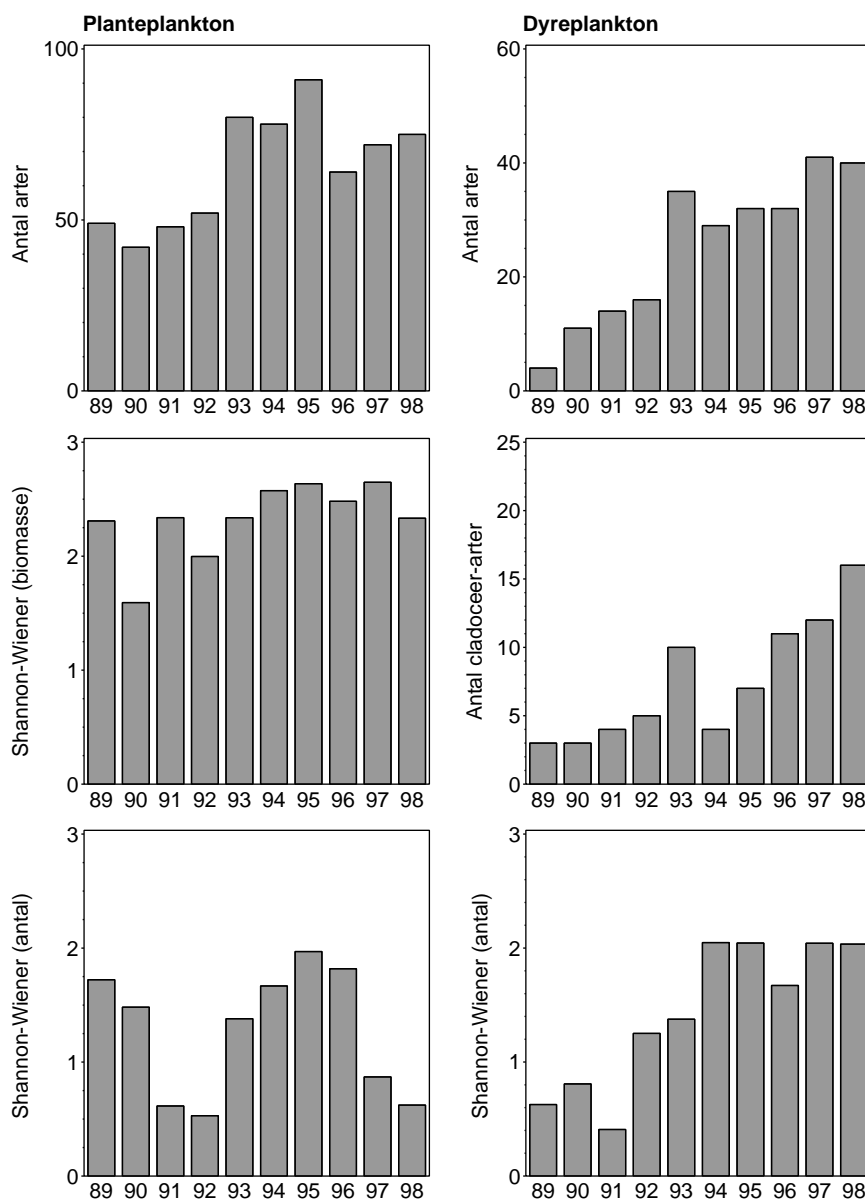 Planteplankton
Antal arter
100
50
0
89 90 91 92 93 94 95 96 97 98
Dyreplankton
Antal arter
60
40
20
0
89 90 91 92 93 94 95 96 97 98
Shannon-Wiener (biomasse)
3
2
1
0
89 90 91 92 93 94 95 96 97 98
Antal cladoceer-arter
25
20
15
10
5
0
89 90 91 92 93 94 95 96 97 98
Shannon-Wiener (antal)
3
2
1
0
89 90 91 92 93 94 95 96 97 98
Shannon-Wiener (antal)
3
2
1
0
89 90 91 92 93 94 95 96 97 98